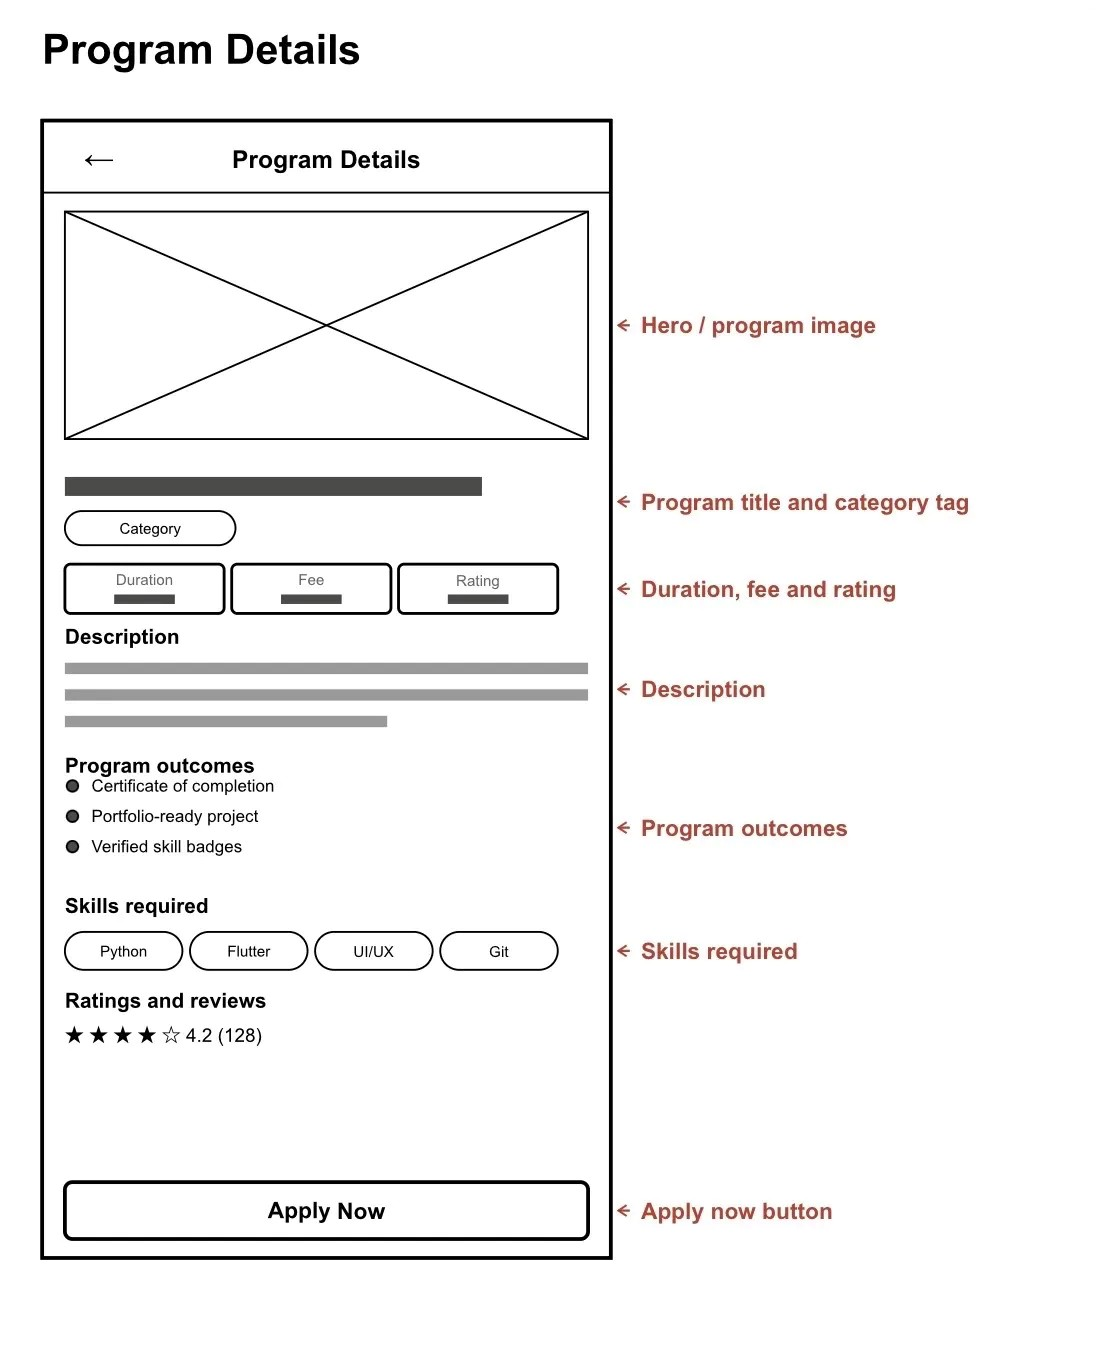 Program Details
← Program Details
← Hero / program image
← Program title and category tag
Category
Duration Fee Rating
← Duration, fee and rating
Description
← Description
Program outcomes
Certificate of completion
Portfolio-ready project
← Program outcomes
Verified skill badges
Skills required
Python Flutter UI/UX Git
← Skills required
Ratings and reviews
★ ★ ★ ★ ☆ 4.2 (128)
Apply Now
← Apply now button